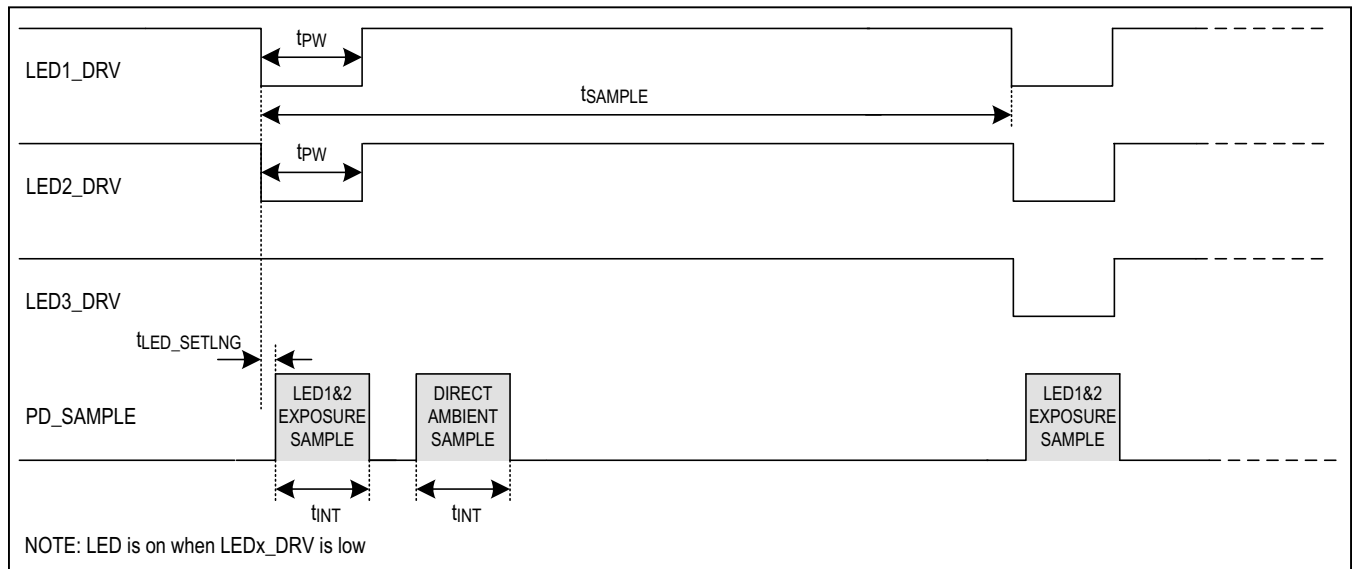 tPW
LED1_DRV
tSAMPLE
tPW
LED2_DRV
LED3_DRV
tLED_SETLNG
PD_SAMPLE
LED1&2
EXPOSURE
SAMPLE
DIRECT
AMBIENT
SAMPLE
LED1&2
EXPOSURE
SAMPLE
tINT
tINT
NOTE: LED is on when LEDx_DRV is low